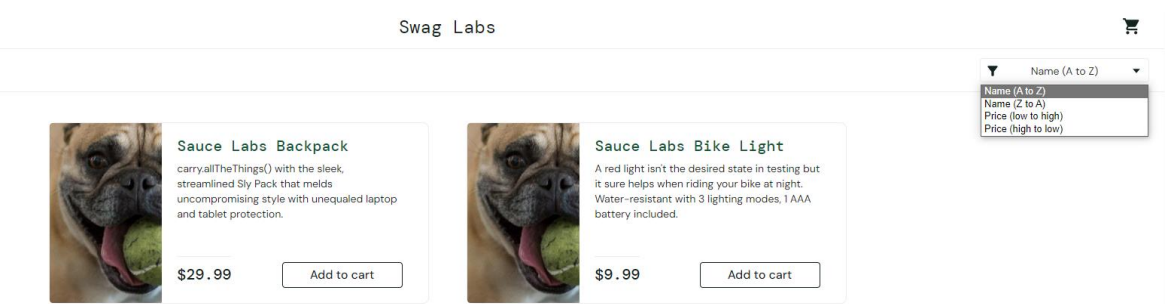 Swag Labs
Name (A to Z)
Name (A to Z)
Name (Z to A)
Price (low to high)
Price (high to low)
Sauce Labs Backpack
carry.allTheThings() with the sleek,
streamlined Sly Pack that melds
uncompromising style with unequaled laptop
and tablet protection.
$29.99
Add to cart
Sauce Labs Bike Light
A red light isn't the desired state in testing but
it sure helps when riding your bike at night.
Water-resistant with 3 lighting modes, 1 AAA
battery included.
$9.99
Add to cart